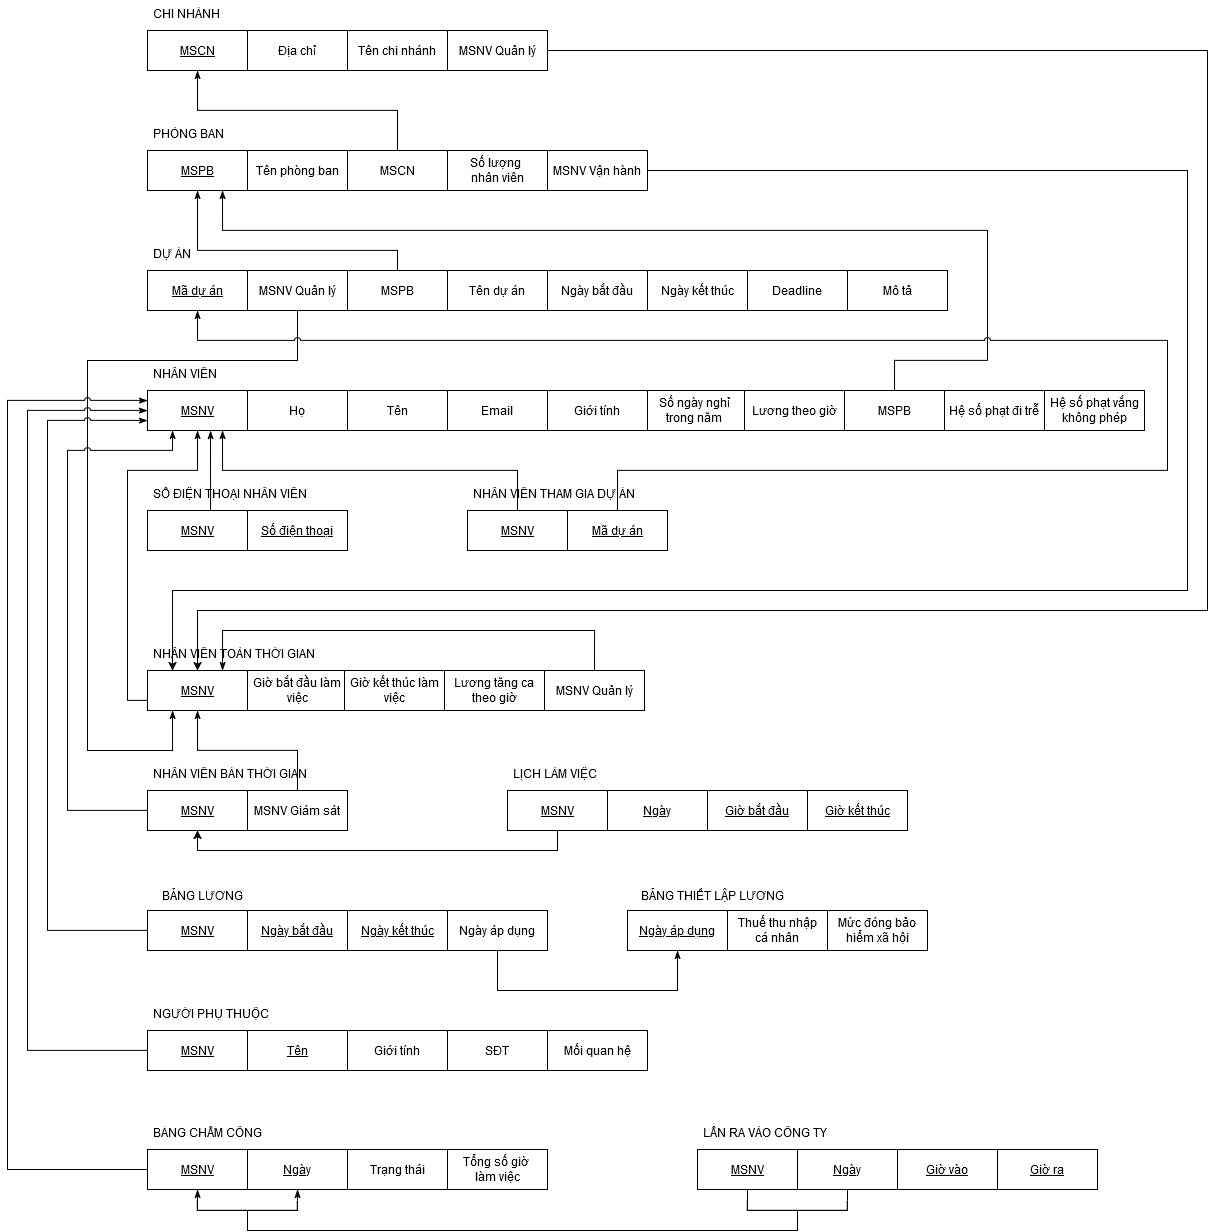 CHI NHÁNH
MSCN Địa chỉ Tên chi nhánh MSNV Quản lý
PHÒNG BAN
MSPB Tên phòng ban MSCN Số lượng nhân viên MSNV Vận hành
DỰ ÁN
Mã dự án MSNV Quản lý MSPB Tên dự án Ngày bắt đầu Ngày kết thúc Deadline Mô tả
NHÂN VIÊN
MSNV Họ Tên Email Giới tính Số ngày nghỉ trong năm Lương theo giờ MSPB Hệ số phạt đi trễ Hệ số phạt vắng không phép
SỐ ĐIỆN THOẠI NHÂN VIÊN
MSNV Số điện thoại
NHÂN VIÊN THAM GIA DỰ ÁN
MSNV Mã dự án
NHÂN VIÊN TOÀN THỜI GIAN
MSNV Giờ bắt đầu làm việc Giờ kết thúc làm việc Lương tăng ca theo giờ MSNV Quản lý
NHÂN VIÊN BÁN THỜI GIAN
MSNV MSNV Giám sát
LỊCH LÀM VIỆC
MSNV Ngày Giờ bắt đầu Giờ kết thúc
BẢNG LƯƠNG
MSNV Ngày bắt đầu Ngày kết thúc Ngày áp dụng
BẢNG THIẾT LẬP LƯƠNG
Ngày áp dụng Thuế thu nhập cá nhân Mức đóng bảo hiểm xã hội
NGƯỜI PHỤ THUỘC
MSNV Tên Giới tính SĐT Mối quan hệ
BẢNG CHẤM CÔNG
MSNV Ngày Trạng thái Tổng số giờ làm việc
LẦN RA VÀO CÔNG TY
MSNV Ngày Giờ vào Giờ ra